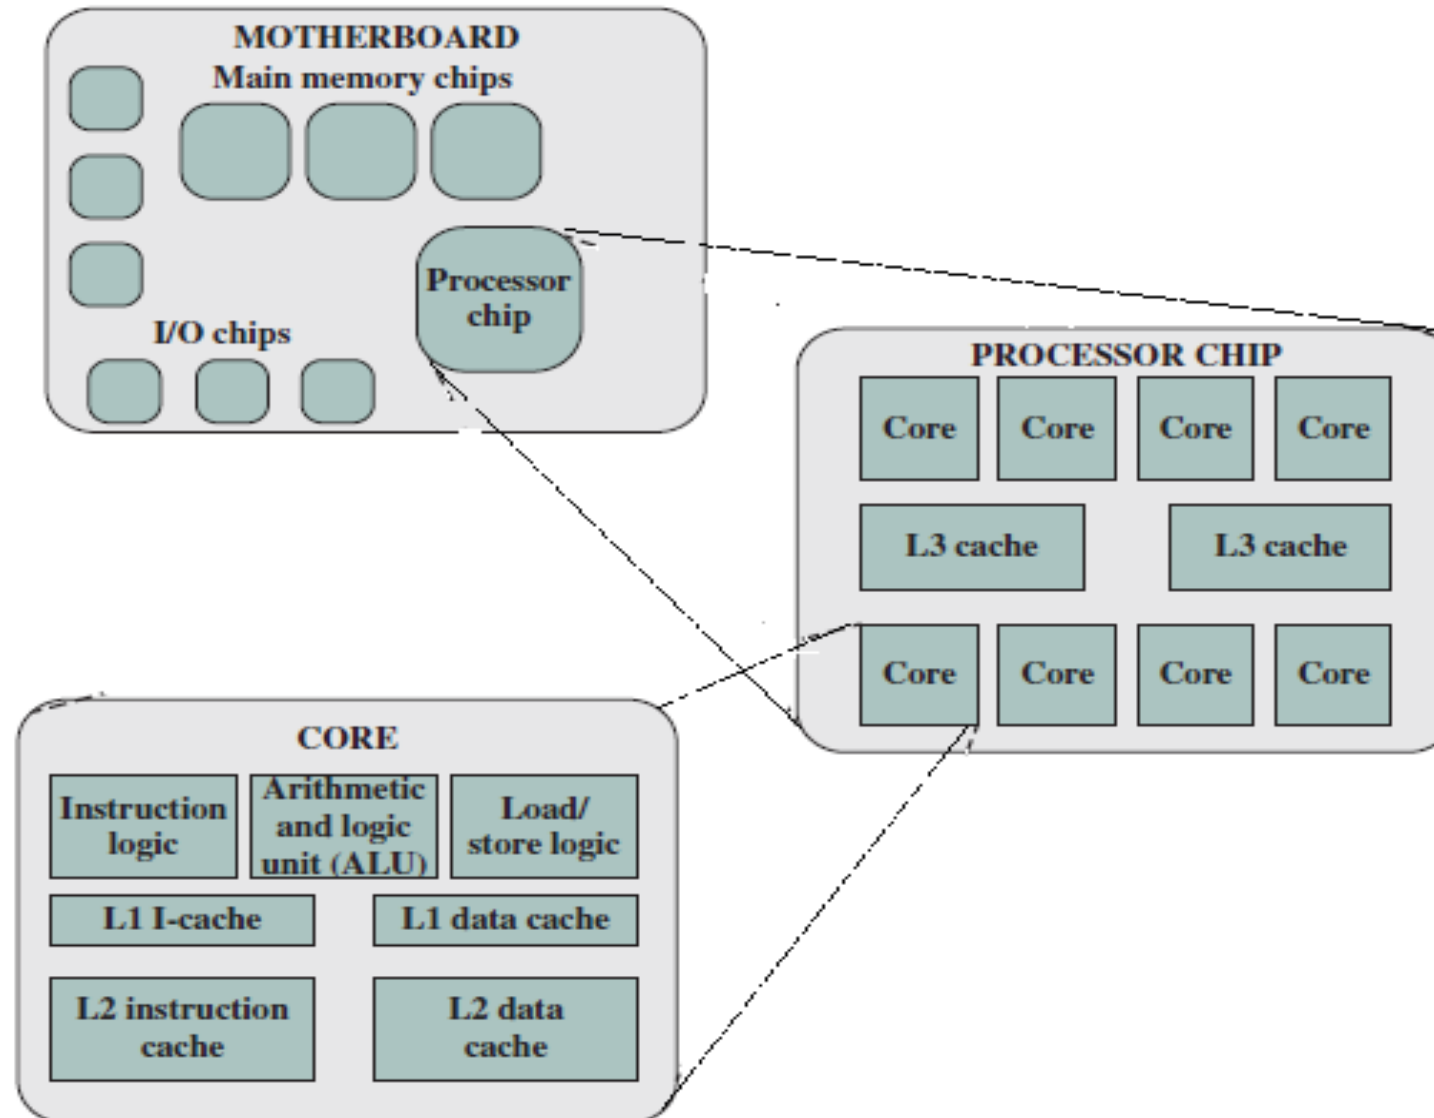 MOTHERBOARD
Main memory chips
Processor
chip
I/O chips
PROCESSOR CHIP
Core Core Core Core
L3 cache L3 cache
Core Core Core Core
CORE
Instruction
logic
Arithmetic
and logic
unit (ALU)
Load/
store logic
L1 I-cache L1 data cache
L2 instruction
cache
L2 data
cache